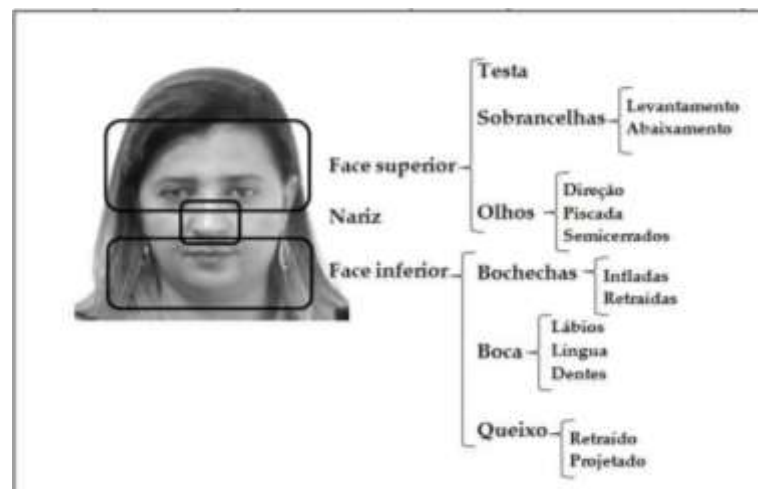 Face superior
Testa
Sobrancelhas
Levantamento
Abaixamento
Olhos
Direção
Piscada
Semicerrados
Nariz
Face inferior
Bochechas
Infladas
Retraídas
Boca
Lábios
Língua
Dentes
Queixo
Retraído
Projetado